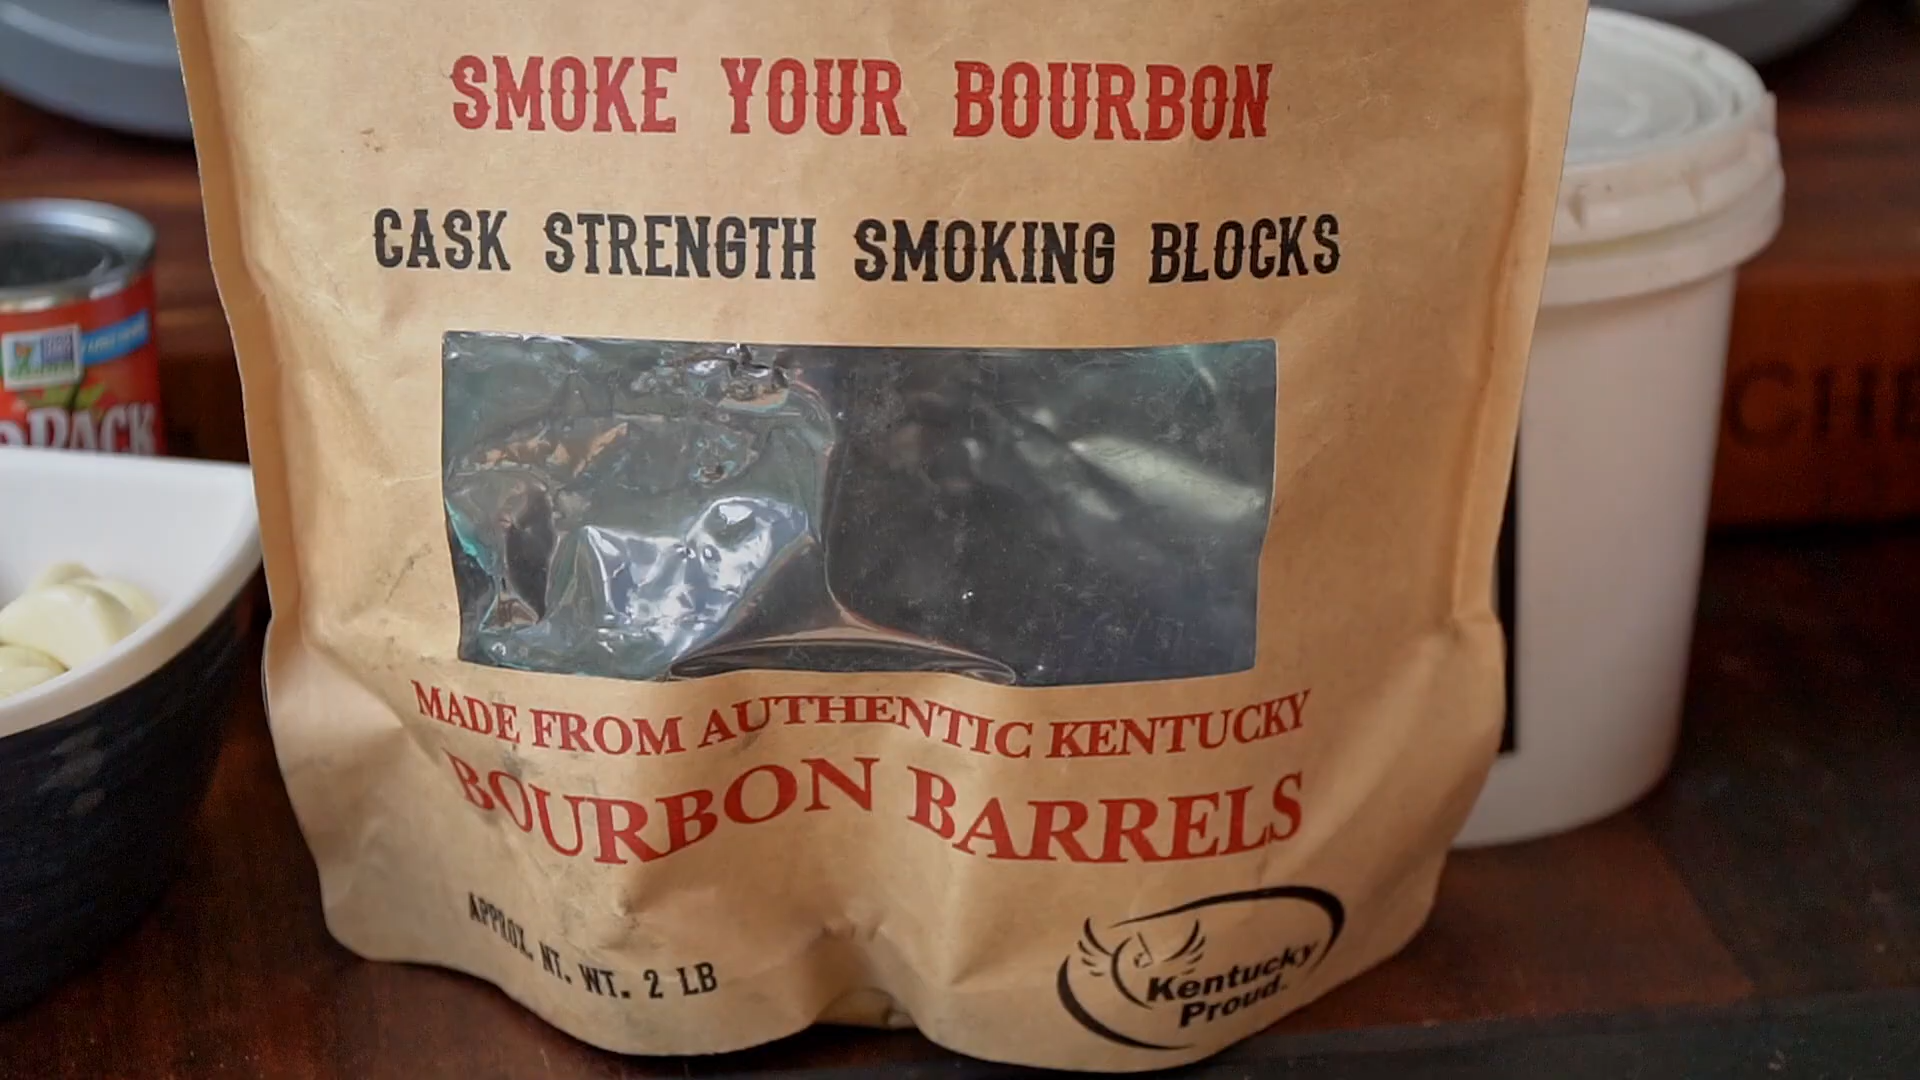 SMOKE YOUR BOURBON
CASK STRENGTH SMOKING BLOCKS
MADE FROM AUTHENTIC KENTUCKY
BOURBON BARRELS
APPROX. NT. WT. 2 LB
Kentucky
Proud.
PACK
CHE